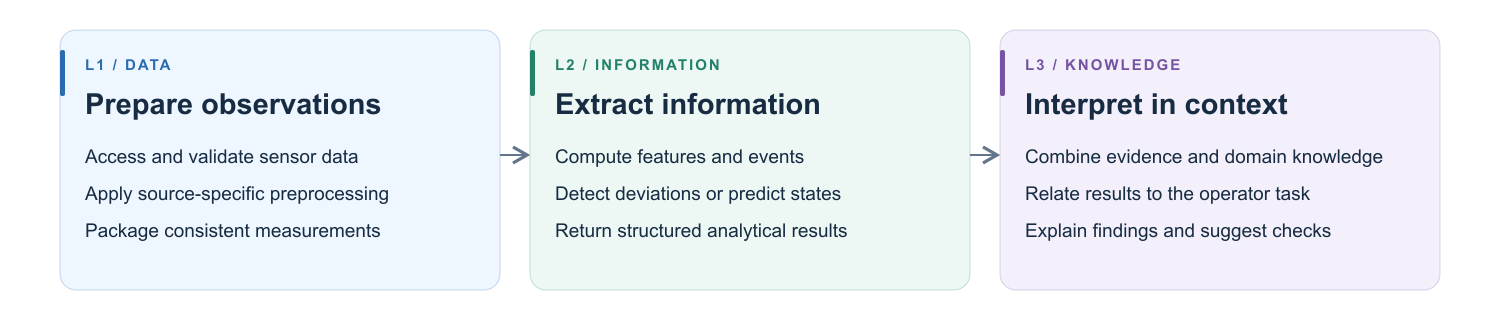 L1 / DATA
Prepare observations
Access and validate sensor data
Apply source-specific preprocessing
Package consistent measurements
L2 / INFORMATION
Extract information
Compute features and events
Detect deviations or predict states
Return structured analytical results
L3 / KNOWLEDGE
Interpret in context
Combine evidence and domain knowledge
Relate results to the operator task
Explain findings and suggest checks